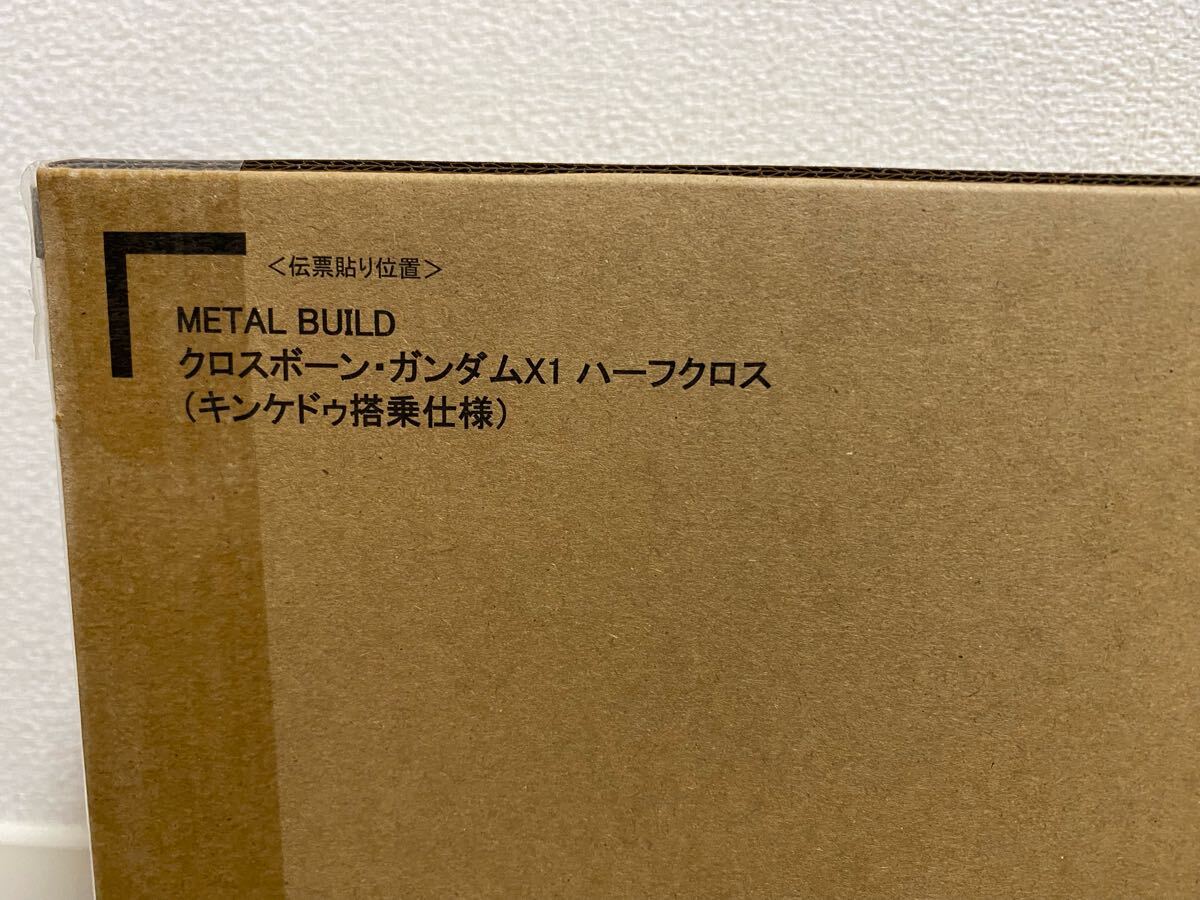 <伝票貼り位置>
METAL BUILD
クロスボーン・ガンダムX1 ハーフクロス
(キンケドゥ搭乗仕様)